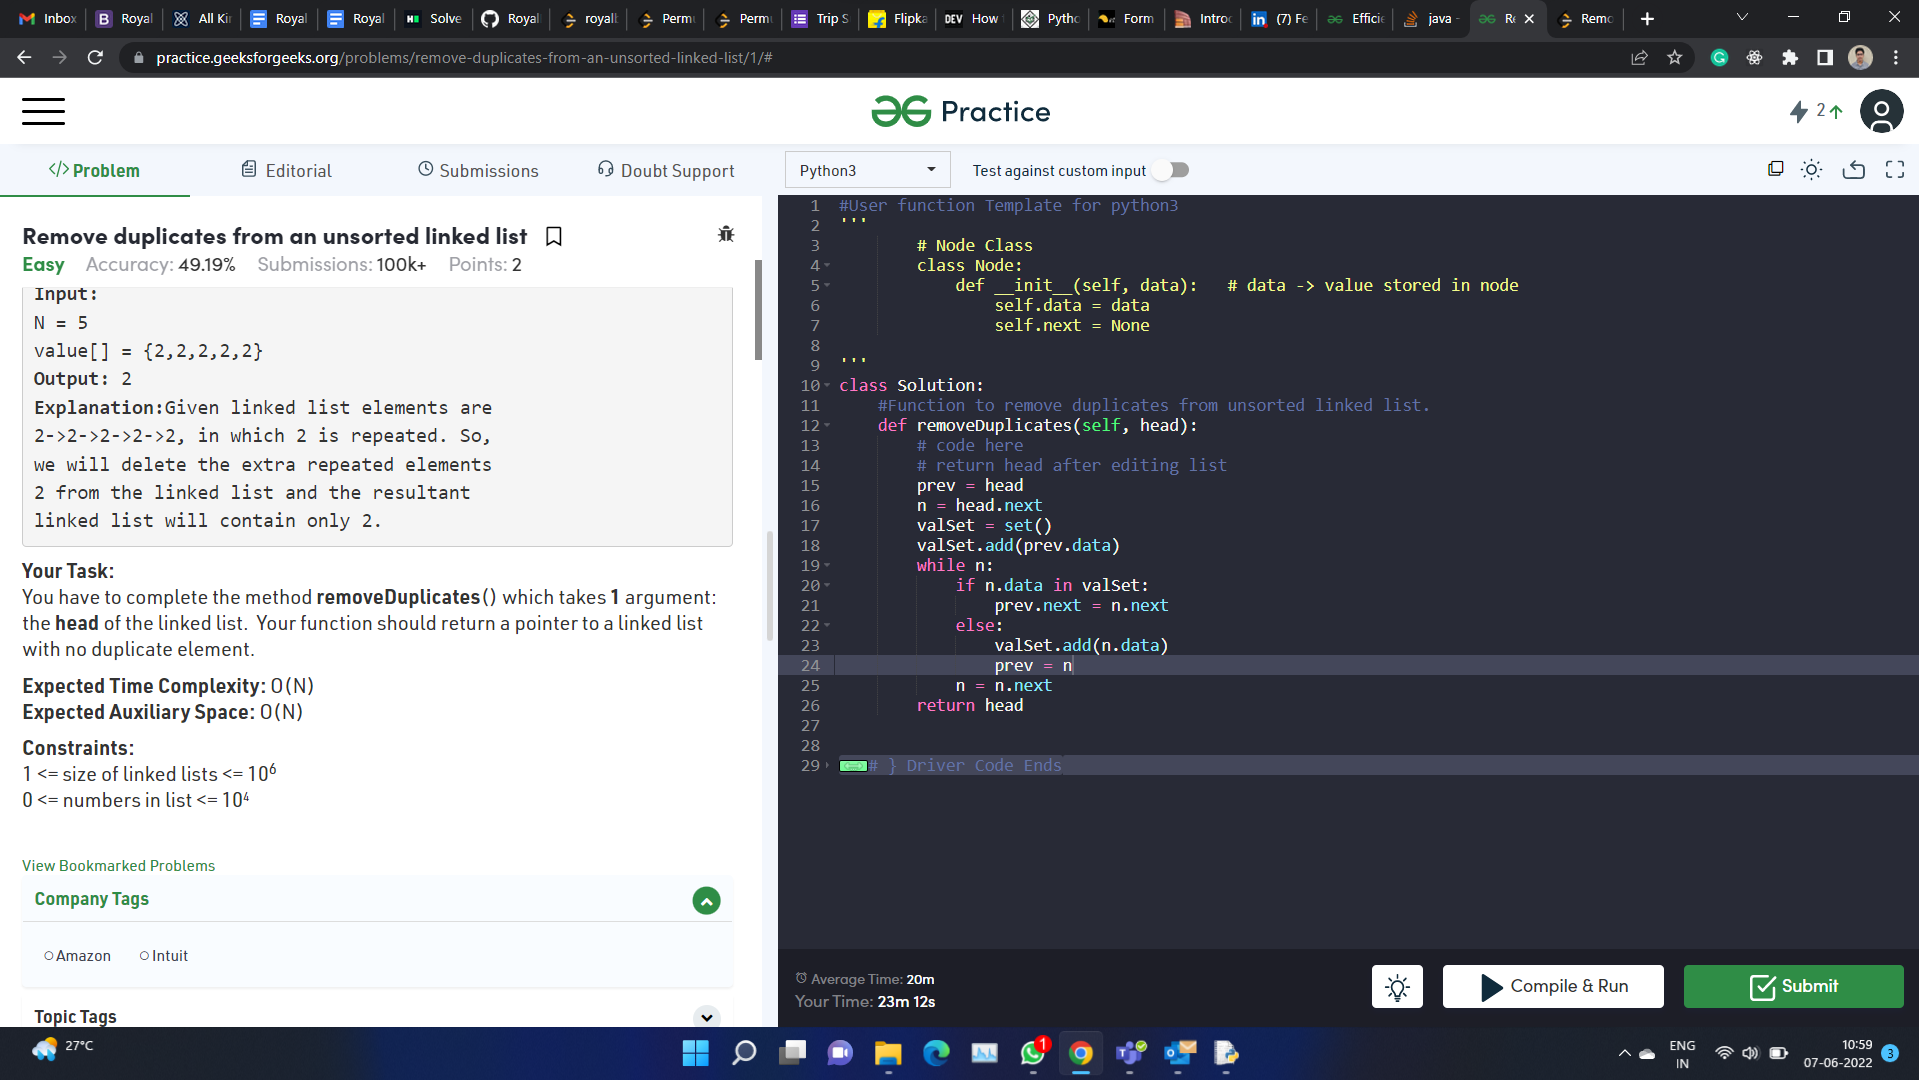 Inbox
Royal
All Kin
Royal
Royal
Solve
Royal
royalb
Permu
Permu
Trip S
Flipka
DEV How
Pytho
Form
Introd
(7) Fe
Efficie
java -
Re
Remo
practice.geeksforgeeks.org/problems/remove-duplicates-from-an-unsorted-linked-list/1/#
Practice
2
</>Problem
Editorial
Submissions
Doubt Support
Python3
Test against custom input
Remove duplicates from an unsorted linked list
Easy Accuracy: 49.19% Submissions: 100k+ Points: 2
Input:
N = 5
value[] = {2,2,2,2,2}
Output: 2
Explanation:Given linked list elements are
2->2->2->2->2, in which 2 is repeated. So,
we will delete the extra repeated elements
2 from the linked list and the resultant
linked list will contain only 2.
Your Task:
You have to complete the method removeDuplicates() which takes 1 argument:
the head of the linked list. Your function should return a pointer to a linked list
with no duplicate element.
Expected Time Complexity: O(N)
Expected Auxiliary Space: O(N)
Constraints:
1 <= size of linked lists <= 10⁶
0 <= numbers in list <= 10⁴
View Bookmarked Problems
Company Tags
Amazon Intuit
Topic Tags
1 #User function Template for python3
2 '''
3 # Node Class
4 class Node:
5 def __init__(self, data): # data -> value stored in node
6 self.data = data
7 self.next = None
8
9 '''
10 class Solution:
11 #Function to remove duplicates from unsorted linked list.
12 def removeDuplicates(self, head):
13 # code here
14 # return head after editing list
15 prev = head
16 n = head.next
17 valSet = set()
18 valSet.add(prev.data)
19 while n:
20 if n.data in valSet:
21 prev.next = n.next
22 else:
23 valSet.add(n.data)
24 prev = n
25 n = n.next
26 return head
27
28
29 # } Driver Code Ends
Average Time: 20m
Your Time: 23m 12s
Compile & Run
Submit
27°C
1
ENG
IN
10:59
07-06-2022
3